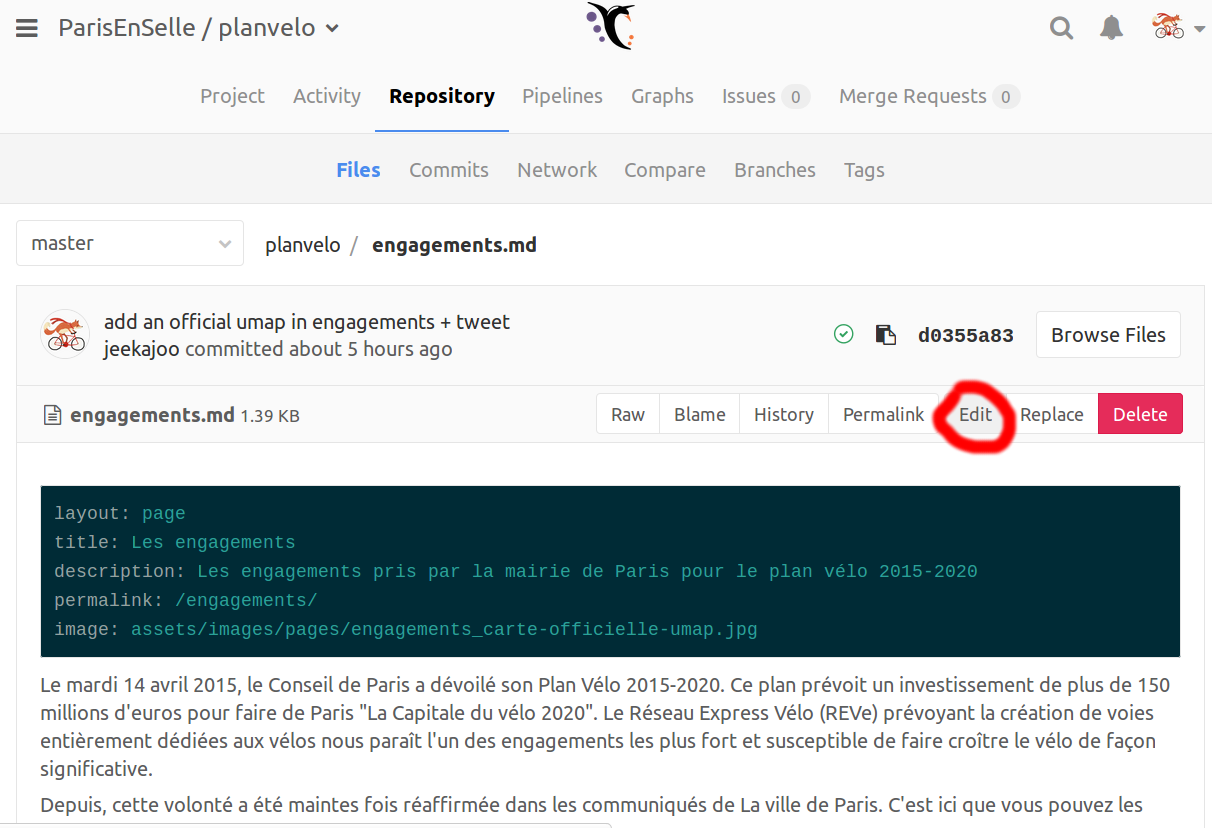 ParisEnSelle / planvelo
Project Activity Repository Pipelines Graphs Issues 0 Merge Requests 0
Files Commits Network Compare Branches Tags
master planvelo / engagements.md
add an official umap in engagements + tweet
jeekajoo committed about 5 hours ago
d0355a83 Browse Files
engagements.md 1.39 KB Raw Blame History Permalink Edit Replace Delete
layout: page
title: Les engagements
description: Les engagements pris par la mairie de Paris pour le plan vélo 2015-2020
permalink: /engagements/
image: assets/images/pages/engagements_carte-officielle-umap.jpg
Le mardi 14 avril 2015, le Conseil de Paris a dévoilé son Plan Vélo 2015-2020. Ce plan prévoit un investissement de plus de 150
millions d'euros pour faire de Paris "La Capitale du vélo 2020". Le Réseau Express Vélo (REVe) prévoyant la création de voies
entièrement dédiées aux vélos nous paraît l'un des engagements les plus fort et susceptible de faire croître le vélo de façon
significative.
Depuis, cette volonté a été maintes fois réaffirmée dans les communiqués de La ville de Paris. C'est ici que vous pouvez les